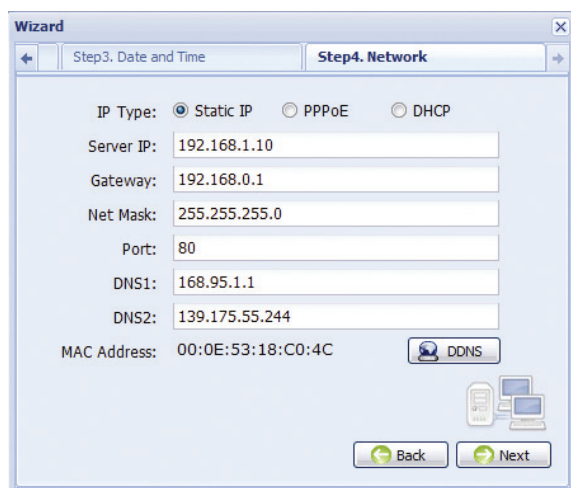 Wizard
Step3. Date and Time Step4. Network
IP Type: Static IP PPPoE DHCP
Server IP: 192.168.1.10
Gateway: 192.168.0.1
Net Mask: 255.255.255.0
Port: 80
DNS1: 168.95.1.1
DNS2: 139.175.55.244
MAC Address: 00:0E:53:18:C0:4C DDNS
Back Next